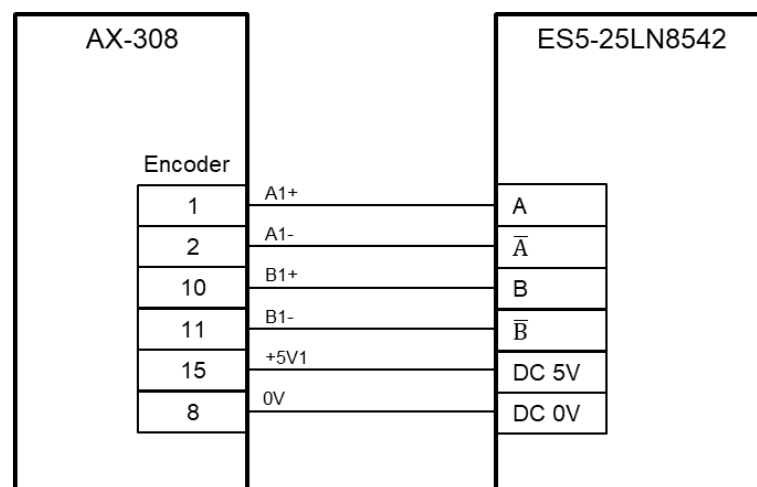 AX-308 ES5-25LN8542
Encoder
1 A1+ A
2 A1- A̅
10 B1+ B
11 B1- B̅
15 +5V1 DC 5V
8 0V DC 0V